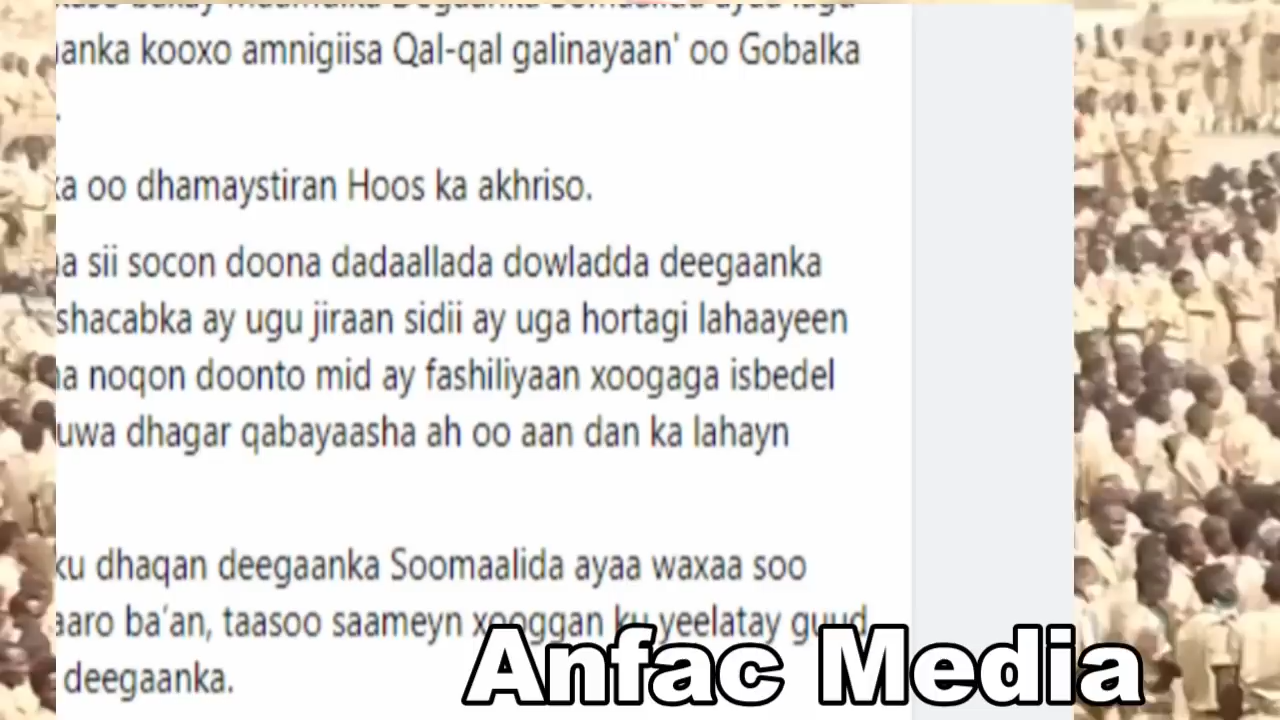 kooxo amnigiisa Qal-qal galinayaan' oo Gobalka
oo dhamaystiran Hoos ka akhriso.
sii socon doona dadaallada dowladda deegaanka
shacabka ay ugu jiraan sidii ay uga hortagi lahaayeen
noqon doonto mid ay fashiliyaan xoogaga isbedel
dhagar qabayaasha ah oo aan dan ka lahayn
ku dhaqan deegaanka Soomaalida ayaa waxaa soo
ba'an, taasoo saameyn xooggan ku yeelatay guud
deegaanka.
Anfac Media